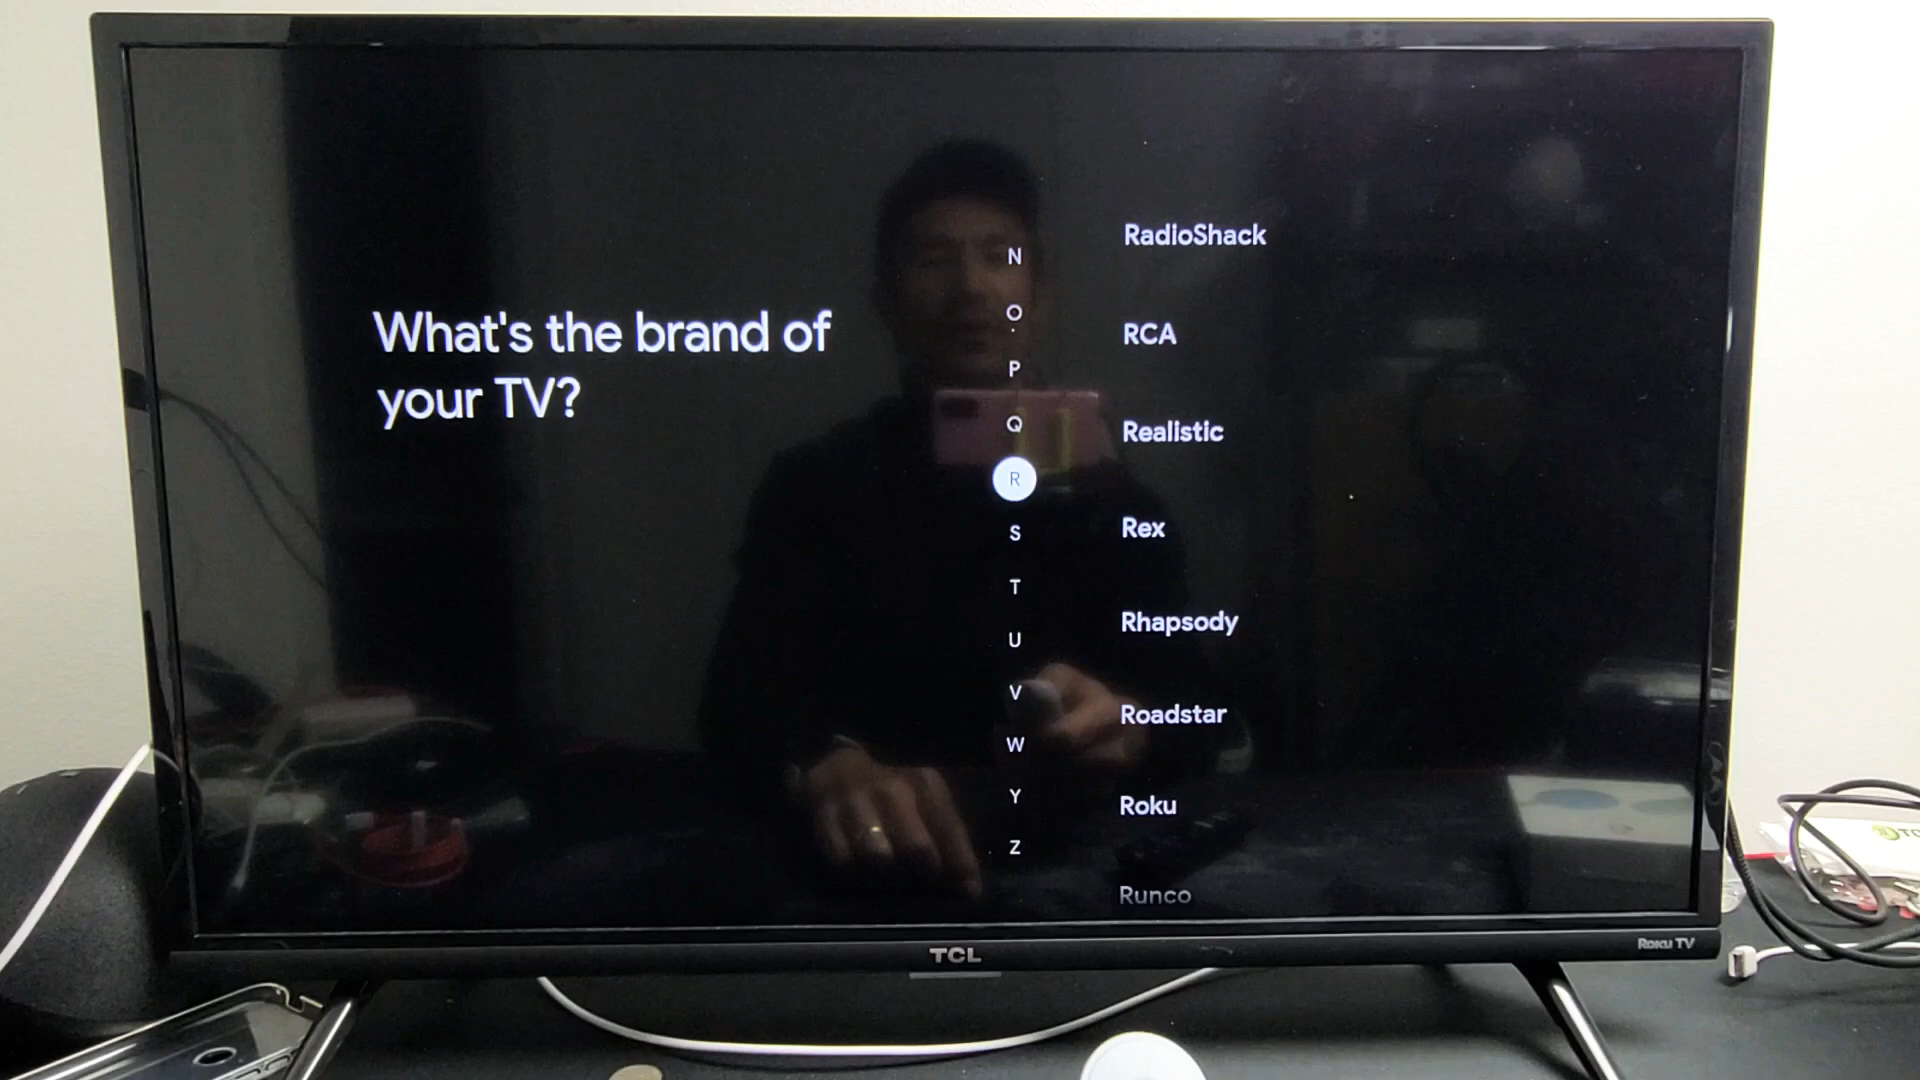 What's the brand of
your TV?
N
O
P
Q
R
S
T
U
V
W
Y
Z
RadioShack
RCA
Realistic
Rex
Rhapsody
Roadstar
Roku
Runco
TCL
Roku TV